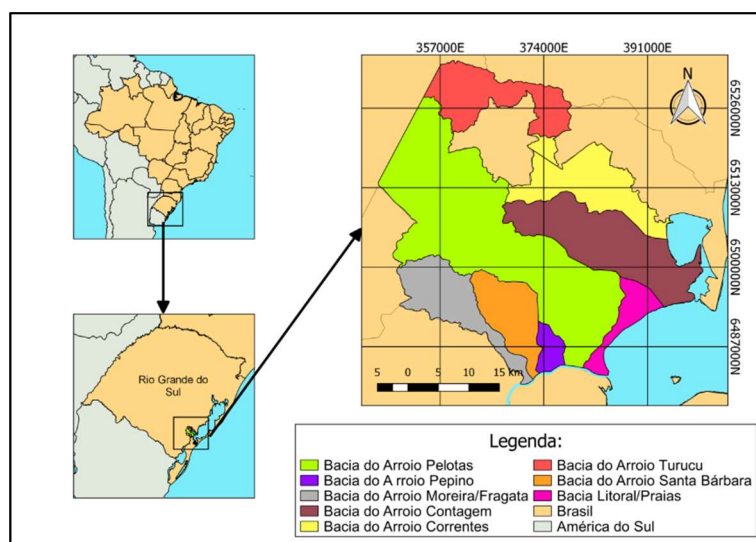 357000E 374000E 391000E
N
6526000N
6513000N
6500000N
6487000N
5 0 5 10 15 km
Rio Grande do
Sul
Legenda:
Bacia do Arroio Pelotas
Bacia do A rroio Pepino
Bacia do Arroio Moreira/Fragata
Bacia do Arroio Contagem
Bacia do Arroio Correntes
Bacia do Arroio Turucu
Bacia do Arroio Santa Bárbara
Bacia Litoral/Praias
Brasil
América do Sul